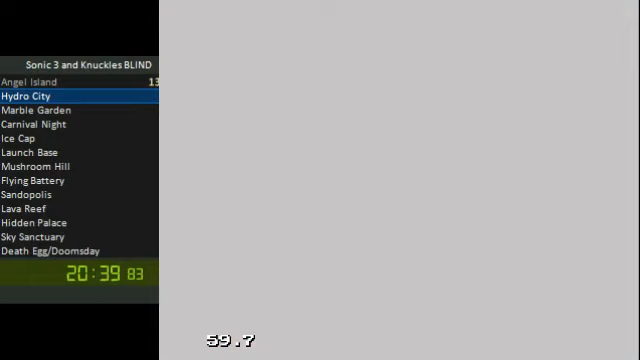 Sonic 3 and Knuckles BLIND
Angel Island 13
Hydro City
Marble Garden
Carnival Night
Ice Cap
Launch Base
Mushroom Hill
Flying Battery
Sandopolis
Lava Reef
Hidden Palace
Sky Sanctuary
Death Egg/Doomsday
20:39 83
59.7